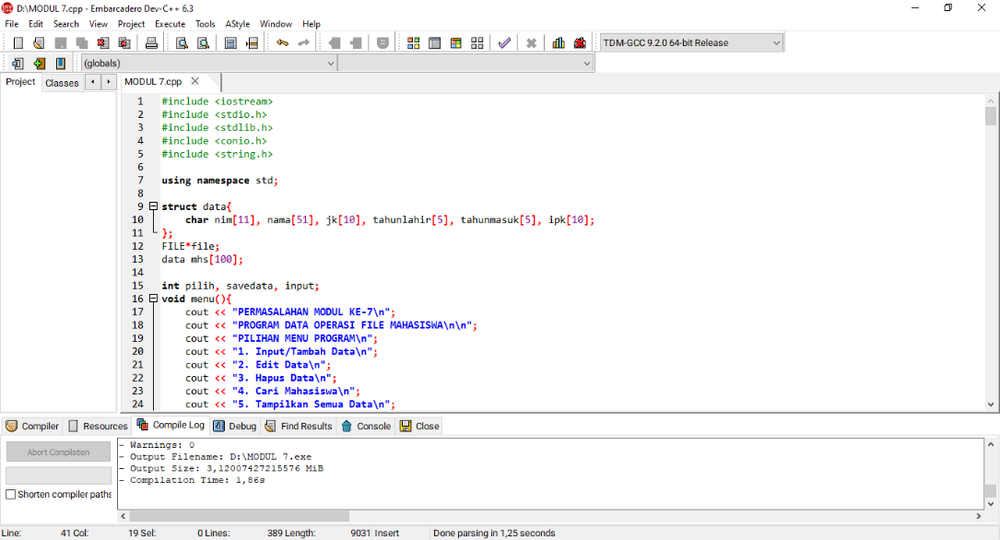 D:\MODUL 7.cpp - Embarcadero Dev-C++ 6.3
File Edit Search View Project Execute Tools AStyle Window Help
TDM-GCC 9.2.0 64-bit Release
(globals)
Project Classes MODUL 7.cpp
1 #include <iostream>
2 #include <stdio.h>
3 #include <stdlib.h>
4 #include <conio.h>
5 #include <string.h>
6
7 using namespace std;
8
9 struct data{
10 char nim[11], nama[51], jk[10], tahunlahir[5], tahunmasuk[5], ipk[10];
11 };
12 FILE*file;
13 data mhs[100];
14
15 int pilih, savedata, input;
16 void menu(){
17 cout << "PERMASALAHAN MODUL KE-7\n";
18 cout << "PROGRAM DATA OPERASI FILE MAHASISWA\n\n";
19 cout << "PILIHAN MENU PROGRAM\n";
20 cout << "1. Input/Tambah Data\n";
21 cout << "2. Edit Data\n";
22 cout << "3. Hapus Data\n";
23 cout << "4. Cari Mahasiswa\n";
24 cout << "5. Tampilkan Semua Data\n";
Compiler Resources Compile Log Debug Find Results Console Close
Abort Compilation
Shorten compiler paths
- Warnings: 0
- Output Filename: D:\MODUL 7.exe
- Output Size: 3,12007427215576 MiB
- Compilation Time: 1,86s
Line: 41 Col: 19 Sel: 0 Lines: 389 Length: 9031 Insert Done parsing in 1,25 seconds